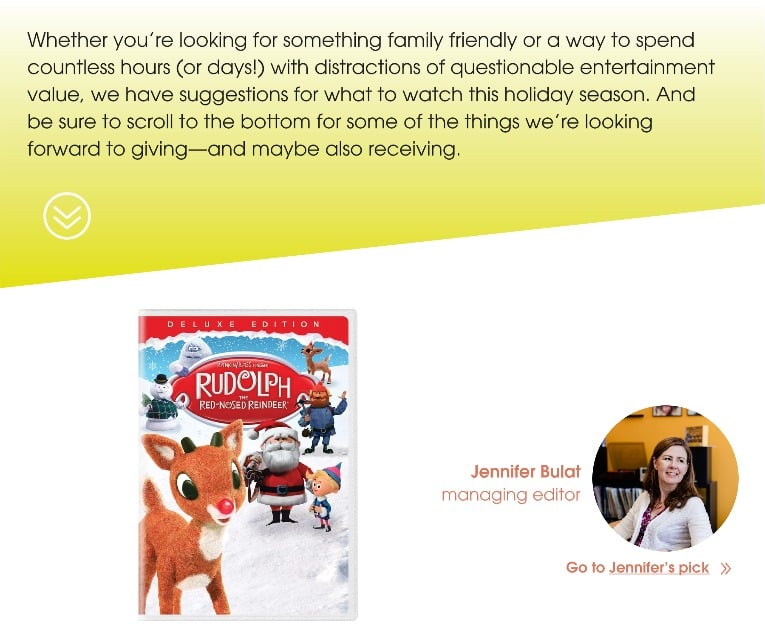 Whether you’re looking for something family friendly or a way to spend
countless hours (or days!) with distractions of questionable entertainment
value, we have suggestions for what to watch this holiday season. And
be sure to scroll to the bottom for some of the things we’re looking
forward to giving—and maybe also receiving.
DELUXE EDITION
RUDOLPH
THE
RED-NOSED REINDEER
Jennifer Bulat
managing editor
Go to Jennifer’s pick